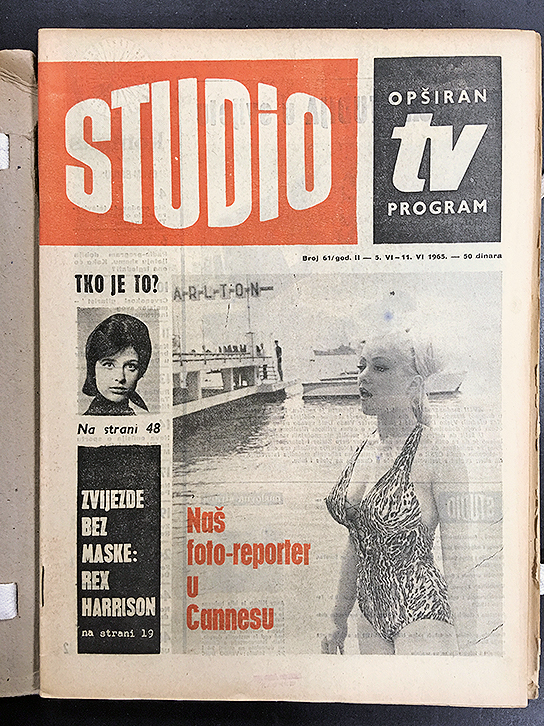 STUDIO
OPŠIRAN
tv
PROGRAM
Broj 61/god. II — 5. VI — 11. VI 1965. — 50 dinara
TKO JE TO?
A-R-L-T-O-N
Na strani 48
ZVIJEZDE
BEZ
MASKE:
REX
HARRISON
na strani 19
Naš
foto-reporter
u
Cannesu